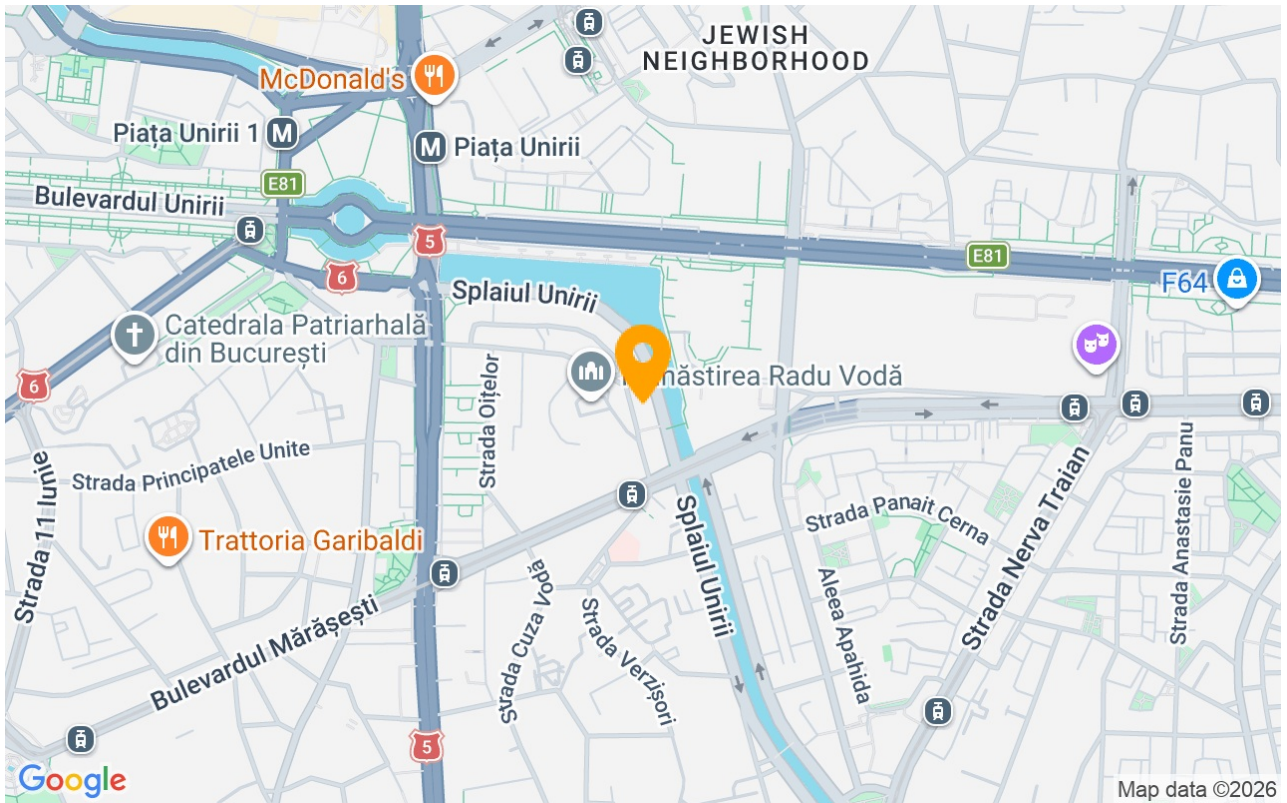 JEWISH
NEIGHBORHOOD
McDonald's
Piața Unirii 1
M
M
Piața Unirii
E81
Bulevardul Unirii
5
E81
F64
6
Splaiul Unirii
Catedrala Patriarhală
din București
6
Strada Oițelor
Radu Vodă
Strada Principatele Unite
Strada 11 Iunie
Trattoria Garibaldi
Splaiul Unirii
Strada Panait Cerna
Strada Nerva Traian
Strada Anastasie Panu
Aleea Apahida
Bulevardul Mărășești
Strada Cuza Vodă
Strada Verzișori
5
Google
Map data ©2026